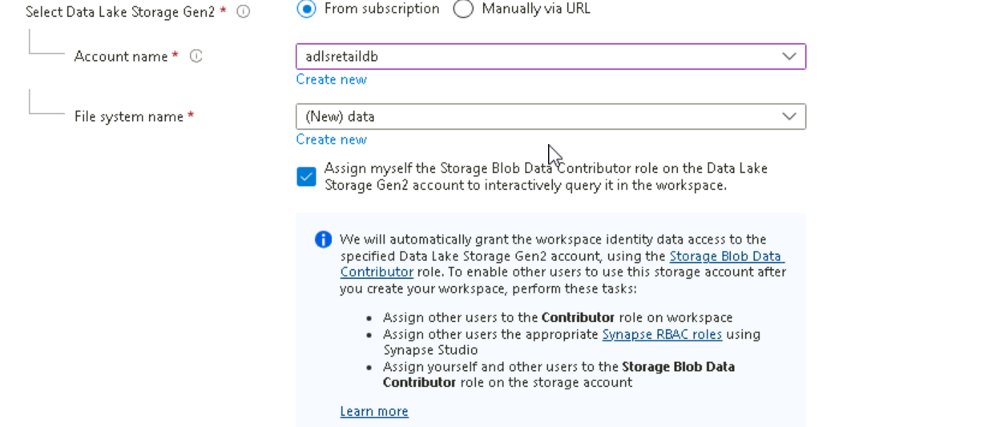 Select Data Lake Storage Gen2 *
From subscription
Manually via URL
Account name *
adlsretaildb
Create new
File system name *
(New) data
Create new
Assign myself the Storage Blob Data Contributor role on the Data Lake
Storage Gen2 account to interactively query it in the workspace.
We will automatically grant the workspace identity data access to the
specified Data Lake Storage Gen2 account, using the Storage Blob Data
Contributor role. To enable other users to use this storage account after
you create your workspace, perform these tasks:
• Assign other users to the Contributor role on workspace
• Assign other users the appropriate Synapse RBAC roles using
Synapse Studio
• Assign yourself and other users to the Storage Blob Data
Contributor role on the storage account
Learn more